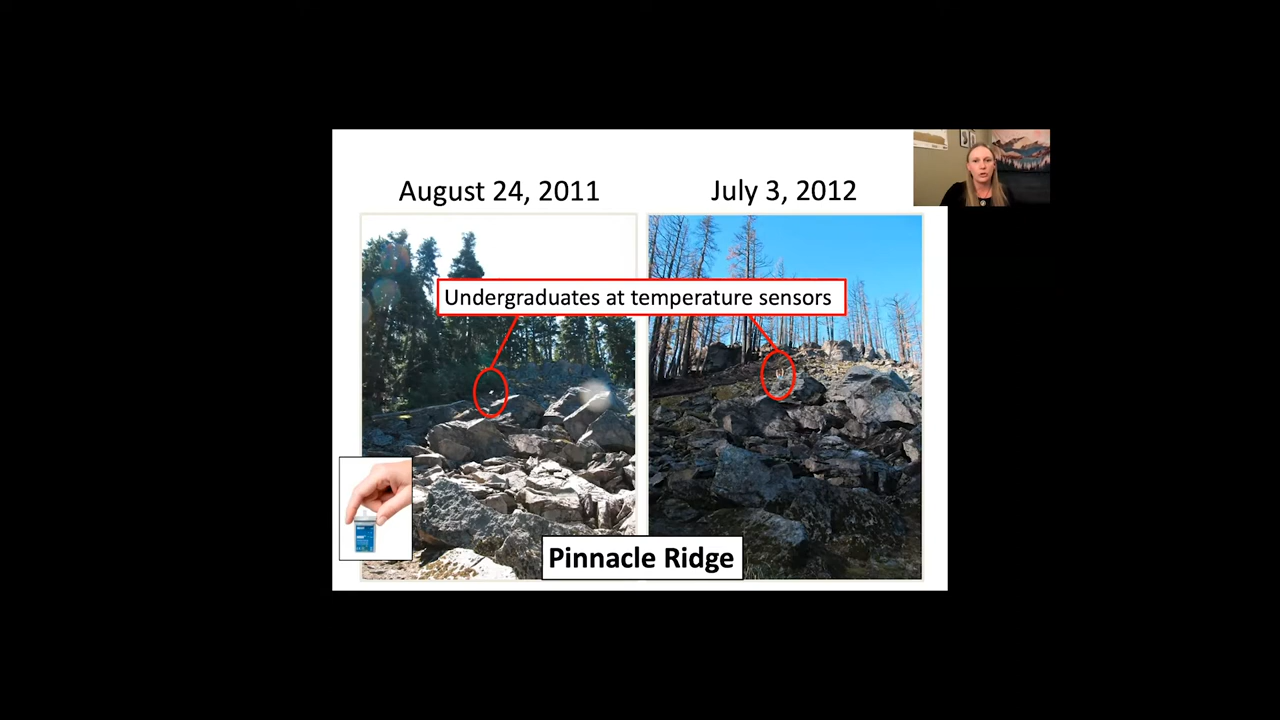 August 24, 2011
July 3, 2012
Undergraduates at temperature sensors
Pinnacle Ridge